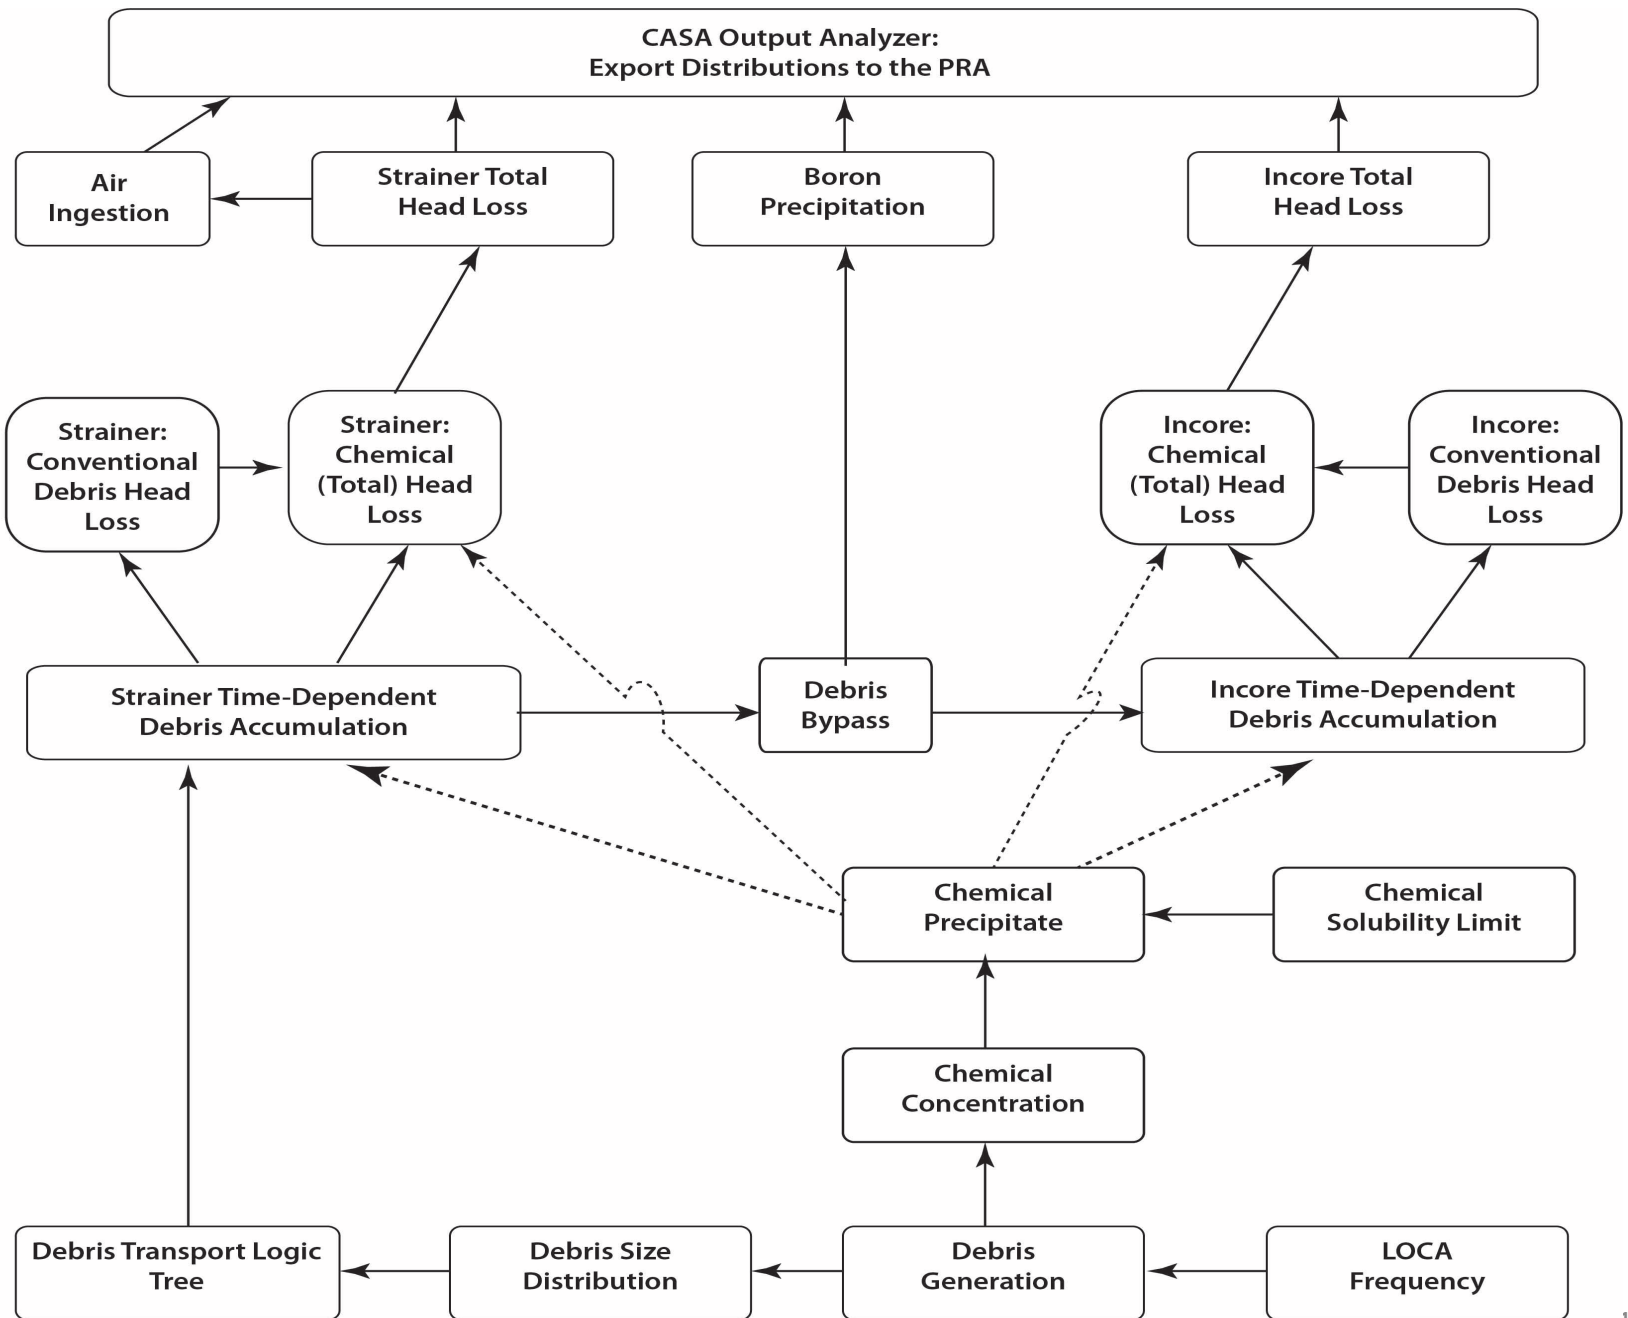 CASA Output Analyzer:
Export Distributions to the PRA
Air
Ingestion
Strainer Total
Head Loss
Boron
Precipitation
Incore Total
Head Loss
Strainer:
Conventional
Debris Head
Loss
Strainer:
Chemical
(Total) Head
Loss
Incore:
Chemical
(Total) Head
Loss
Incore:
Conventional
Debris Head
Loss
Strainer Time-Dependent
Debris Accumulation
Debris
Bypass
Incore Time-Dependent
Debris Accumulation
Chemical
Precipitate
Chemical
Solubility Limit
Chemical
Concentration
Debris Transport Logic
Tree
Debris Size
Distribution
Debris
Generation
LOCA
Frequency